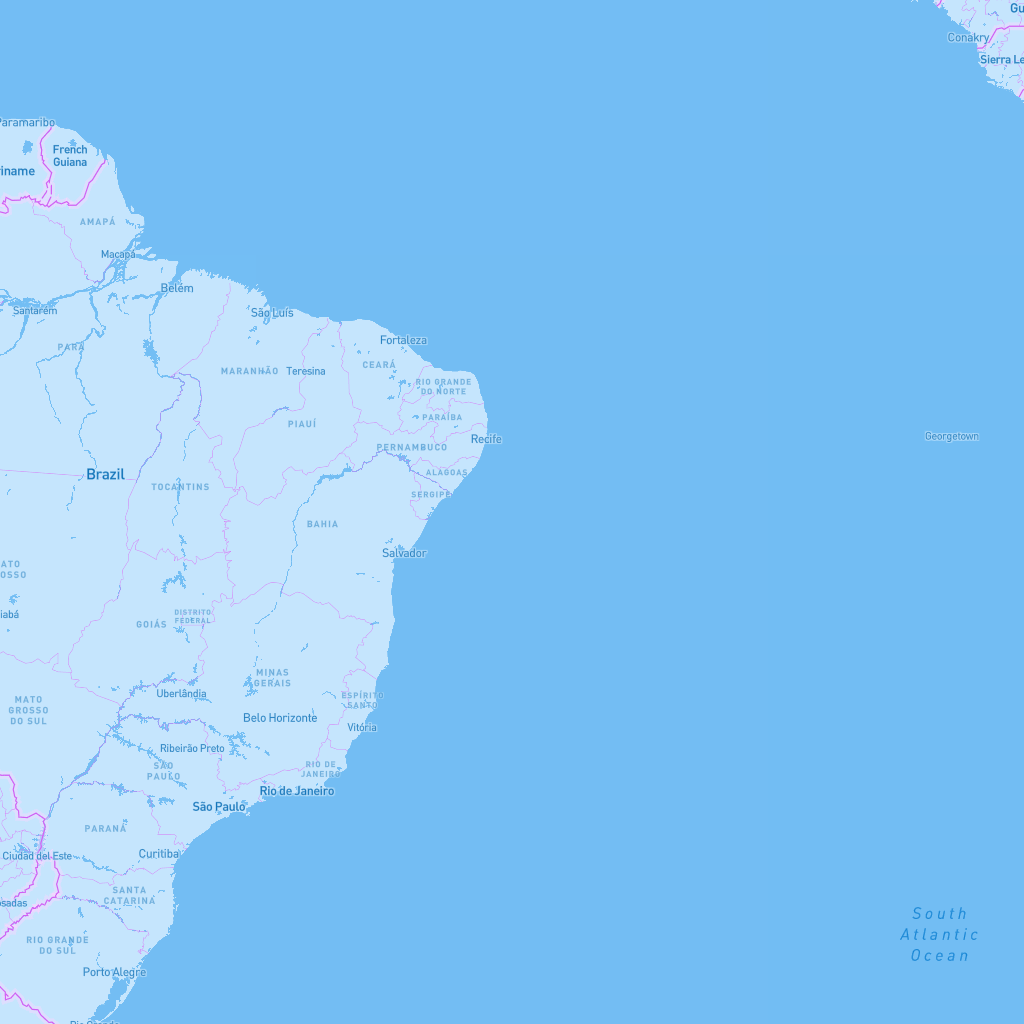 Gu
Conakry
Sierra Le
Paramaribo
French
Guiana
riname
AMAPÁ
Macapá
Belém
Santarém
São Luís
Fortaleza
PARÁ
CEARÁ
MARANHÃO
Teresina
RIO GRANDE
DO NORTE
PARAÍBA
PIAUÍ
Recife
Georgetown
PERNAMBUCO
Brazil
ALAGOAS
TOCANTINS
SERGIPE
BAHIA
Salvador
ATO
OSSO
iabá
DISTRITO
FEDERAL
GOIÁS
MINAS
GERAIS
Uberlândia
ESPÍRITO
SANTO
MATO
GROSSO
DO SUL
Belo Horizonte
Vitória
Ribeirão Preto
SÃO
PAULO
RIO DE
JANEIRO
Rio de Janeiro
São Paulo
PARANÁ
Curitiba
Ciudad del Este
SANTA
CATARINA
osadas
South
Atlantic
Ocean
RIO GRANDE
DO SUL
Porto Alegre
Rio Grande